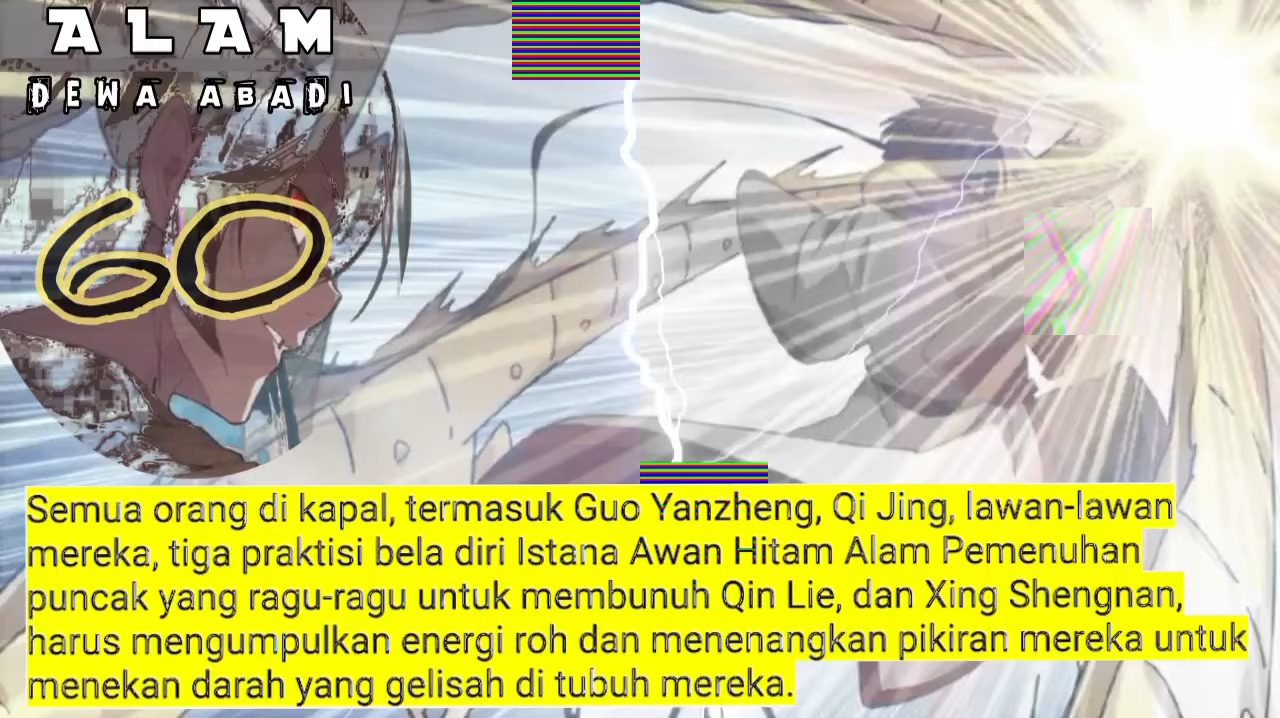 ALAM
DEWA ABADI
60
Semua orang di kapal, termasuk Guo Yanzheng, Qi Jing, lawan-lawan
mereka, tiga praktisi bela diri Istana Awan Hitam Alam Pemenuhan
puncak yang ragu-ragu untuk membunuh Qin Lie, dan Xing Shengnan,
harus mengumpulkan energi roh dan menenangkan pikiran mereka untuk
menekan darah yang gelisah di tubuh mereka.